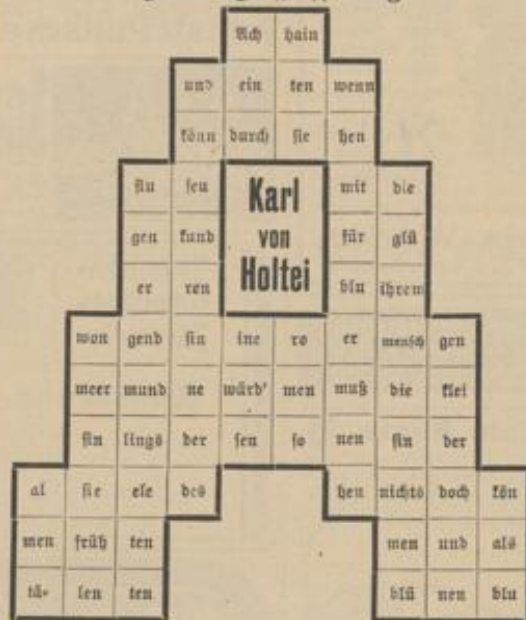 Ach hain
und ein ten wenn
könn durch sie hen
sin seu Karl mit die
gen kund von für glü
er ren Holtei blu ihrem
won gend sin ine ro er mensch gen
meer mund ne würd' men muß die klei
sin lings der sen so nen sin der
al sie ele des hen nichts doch kön
men früh ten men und als
tä- len ten blü nen blu